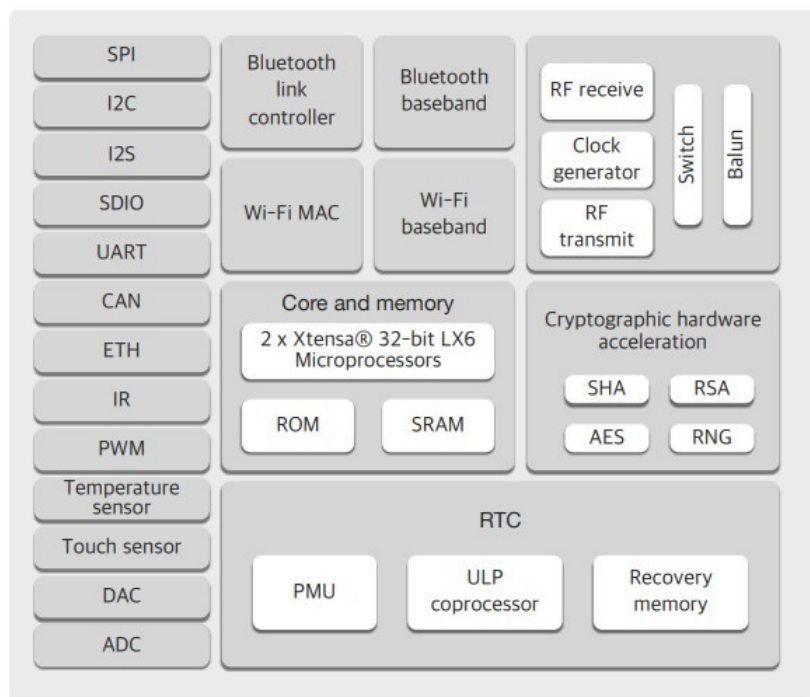 SPI
I2C
I2S
SDIO
UART
CAN
ETH
IR
PWM
Temperature
sensor
Touch sensor
DAC
ADC
Bluetooth
link
controller
Bluetooth
baseband
Wi-Fi MAC
Wi-Fi
baseband
RF receive
Clock
generator
RF
transmit
Switch
Balun
Core and memory
2 x Xtensa® 32-bit LX6
Microprocessors
ROM
SRAM
Cryptographic hardware
acceleration
SHA
RSA
AES
RNG
RTC
PMU
ULP
coprocessor
Recovery
memory